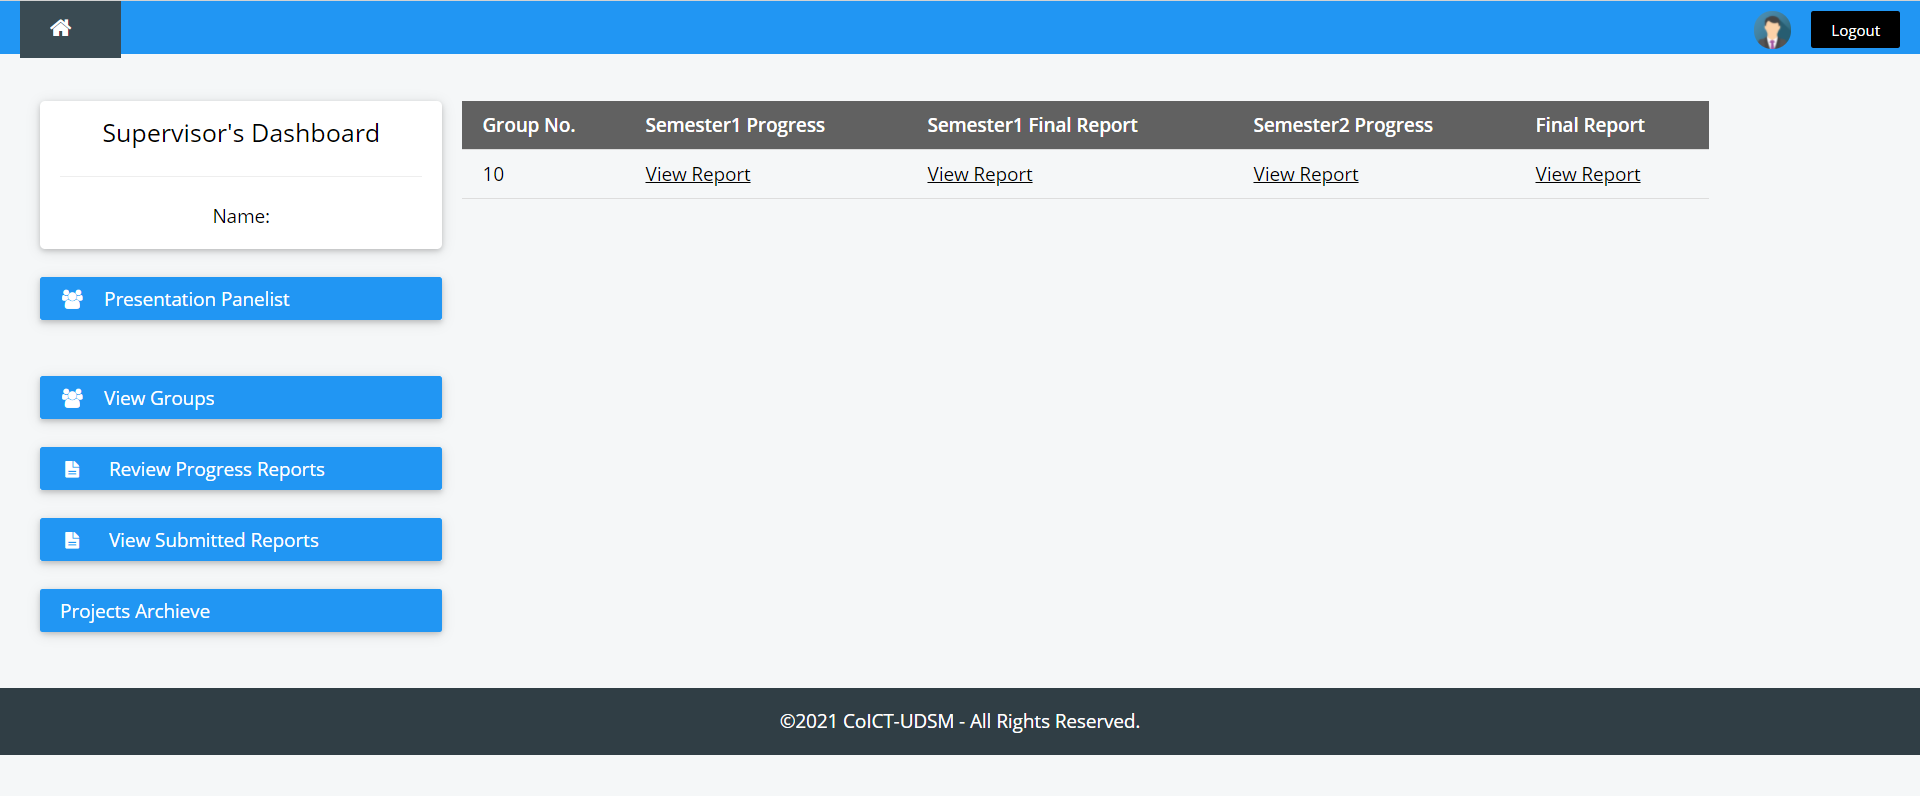 Logout
Supervisor's Dashboard
Name:
Presentation Panelist
View Groups
Review Progress Reports
View Submitted Reports
Projects Archieve
Group No. Semester1 Progress Semester1 Final Report Semester2 Progress Final Report
10 View Report View Report View Report View Report
©2021 CoICT-UDSM - All Rights Reserved.